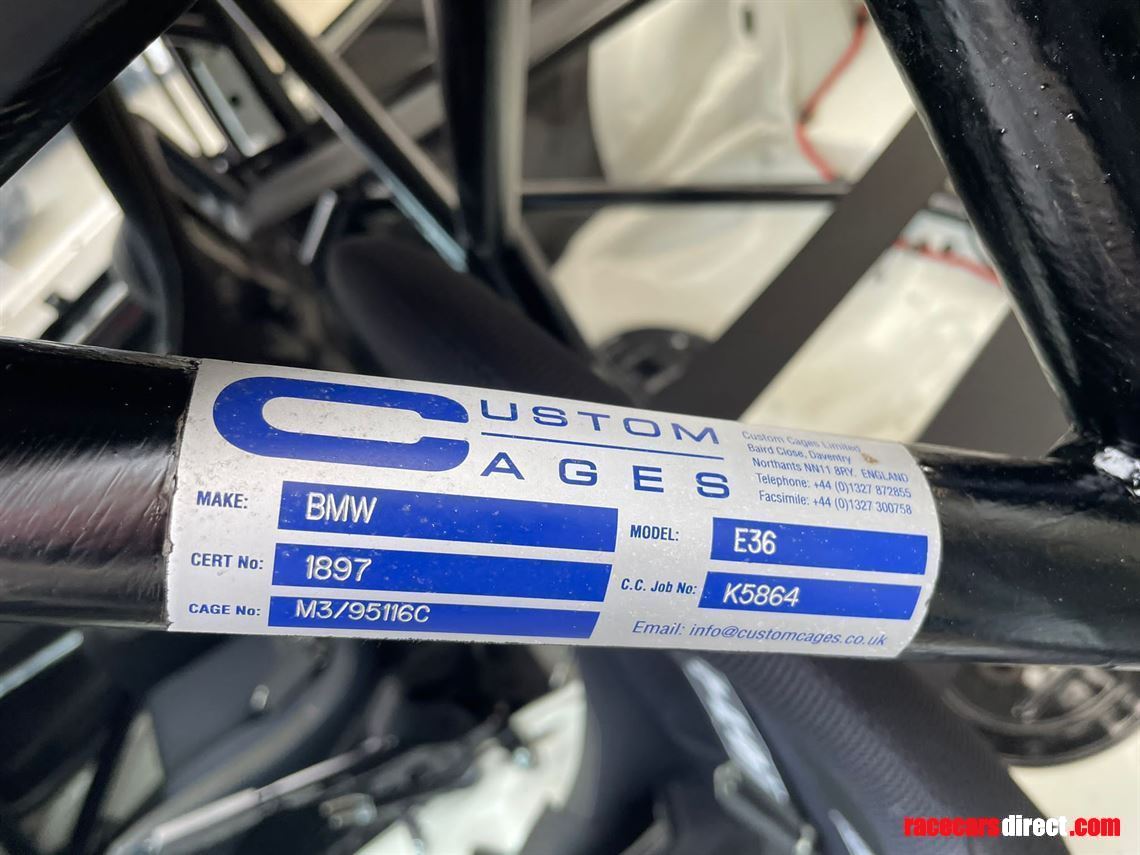 CUSTOM
CAGES
Custom Cages Limited
Baird Close, Daventry
Northants NN11 8RY. ENGLAND
Telephone: +44 (0)1327 872855
Facsimile: +44 (0)1327 300758
MAKE: BMW
MODEL: E36
CERT No: 1897
C.C. Job No: K5864
CAGE No: M3/95116C
Email: info@customcages.co.uk
racecarsdirect.com